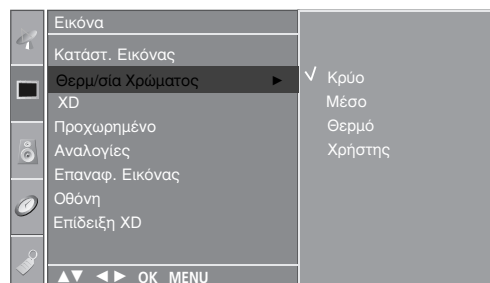 Εικόνα
Κατάστ. Εικόνας
Θερμ/σία Χρώματος ►
XD
Προχωρημένο
Αναλογίες
Επαναφ. Εικόνας
Οθόνη
Επίδειξη XD
▲▼ ◄► OK MENU
√ Κρύο
Μέσο
Θερμό
Χρήστης